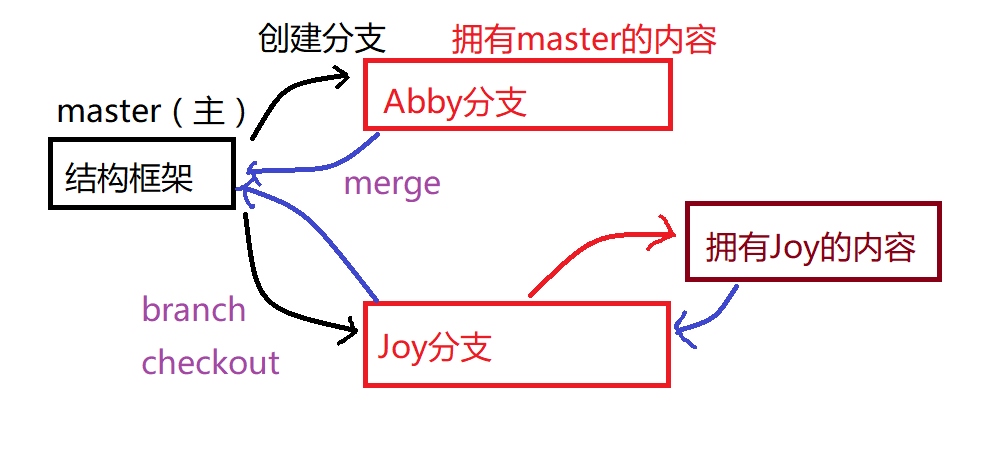 创建分支
拥有master的内容
Abby分支
master（主）
结构框架
merge
拥有Joy的内容
branch
checkout
Joy分支